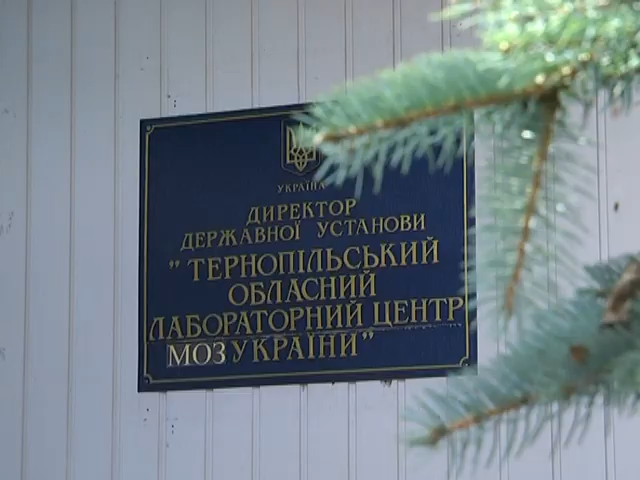 УКРАЇНА
ДИРЕКТОР
ДЕРЖАВНОЇ УСТАНОВИ
"ТЕРНОПІЛЬСЬКИЙ
ОБЛАСНИЙ
ЛАБОРАТОРНИЙ ЦЕНТР
МОЗ УКРАЇНИ"